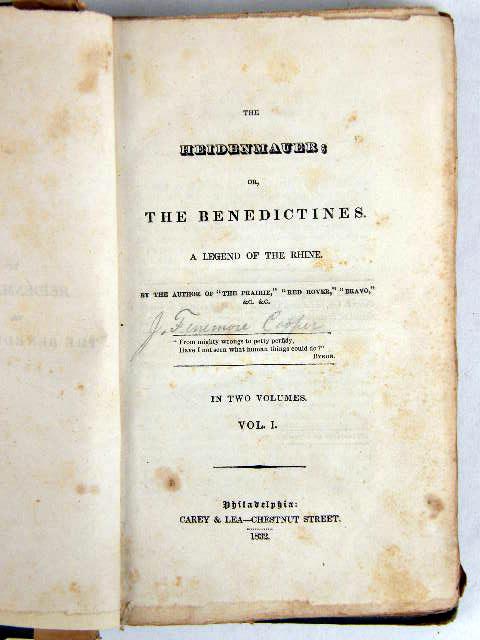 THE
HEIDENMAUER;
OR,
THE BENEDICTINES.
A LEGEND OF THE RHINE.
BY THE AUTHOR OF "THE PRAIRIE," "RED ROVER," "BRAVO,"
&C. &C.
J. Fenimore Cooper
"From mighty wrongs to petty perfidy,
Have I not seen what human things could do?"
BYRON.
IN TWO VOLUMES.
VOL. I.
Philadelphia:
CAREY & LEA—CHESTNUT STREET.
1832.